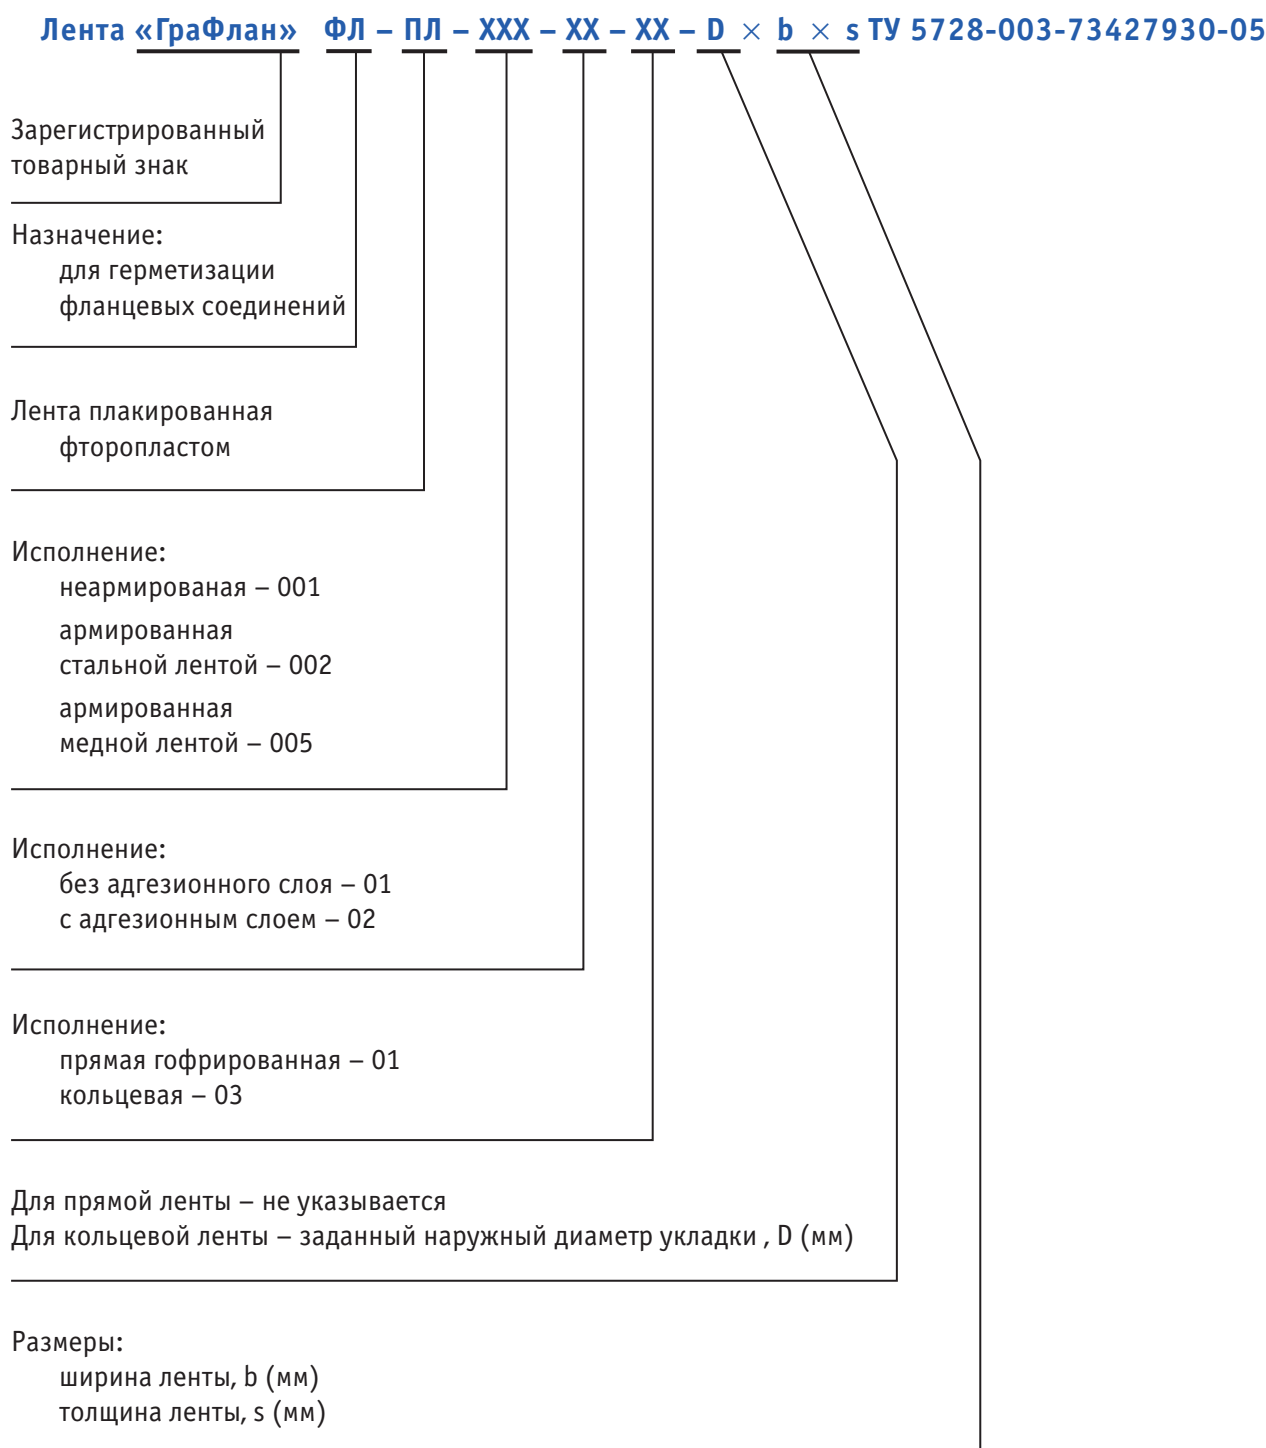 Лента «ГраФлан» ФЛ – ПЛ – XXX – XX – XX – D × b × s ТУ 5728-003-73427930-05
Зарегистрированный
товарный знак
Назначение:
для герметизации
фланцевых соединений
Лента плакированная
фторопластом
Исполнение:
неармированая – 001
армированная
стальной лентой – 002
армированная
медной лентой – 005
Исполнение:
без адгезионного слоя – 01
с адгезионным слоем – 02
Исполнение:
прямая гофрированная – 01
кольцевая – 03
Для прямой ленты – не указывается
Для кольцевой ленты – заданный наружный диаметр укладки , D (мм)
Размеры:
ширина ленты, b (мм)
толщина ленты, s (мм)